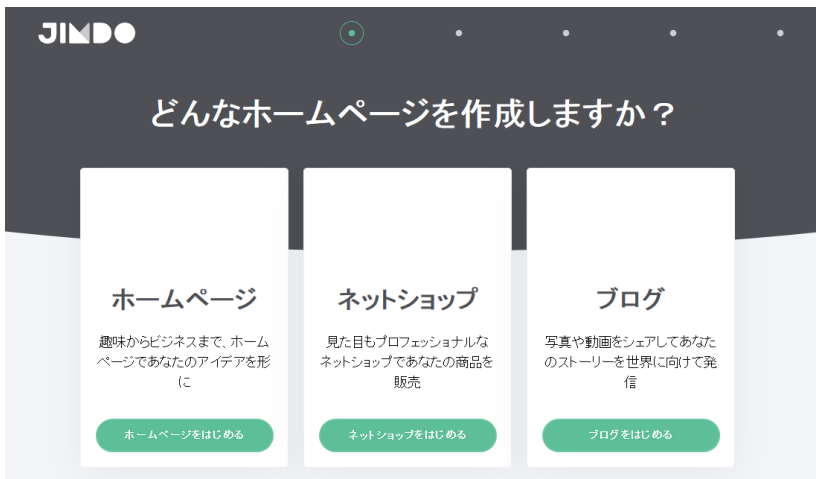 JIMDO
どんなホームページを作成しますか？
ホームページ
趣味からビジネスまで、ホーム
ページであなたのアイデアを形
に
ホームページをはじめる
ネットショップ
見た目もプロフェッショナルな
ネットショップであなたの商品を
販売
ネットショップをはじめる
ブログ
写真や動画をシェアしてあなた
のストーリーを世界に向けて発
信
ブログをはじめる